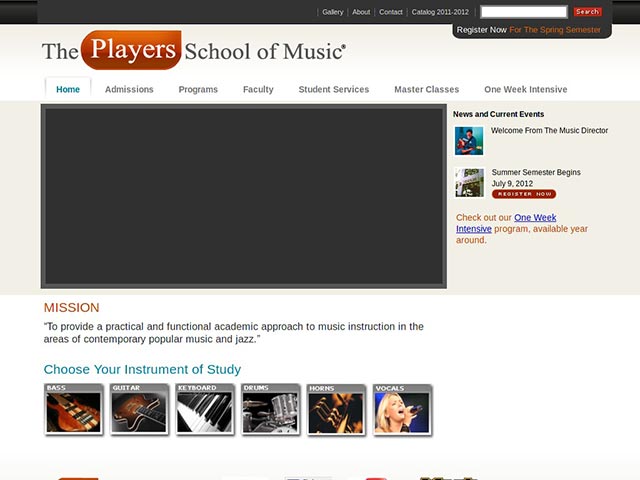 Gallery About Contact Catalog 2011-2012 Search
Register Now For The Spring Semester
The Players School of Music
Home Admissions Programs Faculty Student Services Master Classes One Week Intensive
News and Current Events
Welcome From The Music Director
Summer Semester Begins
July 9, 2012
REGISTER NOW
Check out our One Week
Intensive program, available year
around.
MISSION
"To provide a practical and functional academic approach to music instruction in the
areas of contemporary popular music and jazz."
Choose Your Instrument of Study
BASS GUITAR KEYBOARD DRUMS HORNS VOCALS